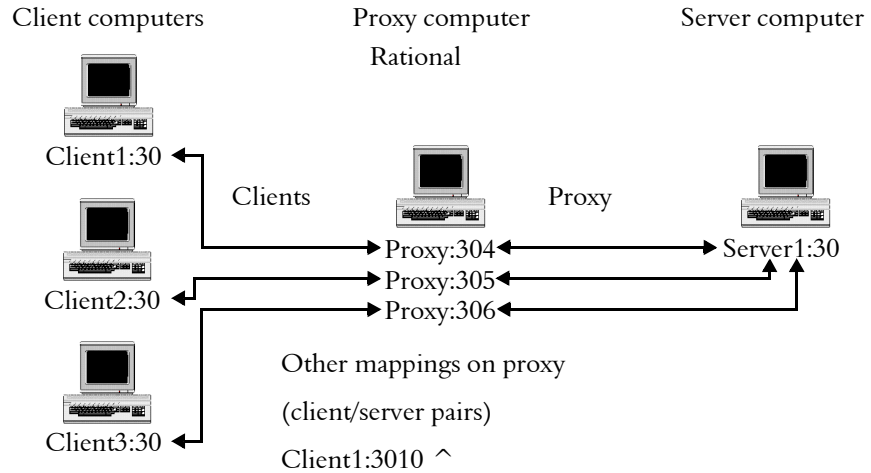 Client computers Proxy computer Server computer
Rational
Client1:30
Clients Proxy
Proxy:304 Server1:30
Proxy:305
Client2:30
Proxy:306
Other mappings on proxy
(client/server pairs)
Client3:30
Client1:3010 ^